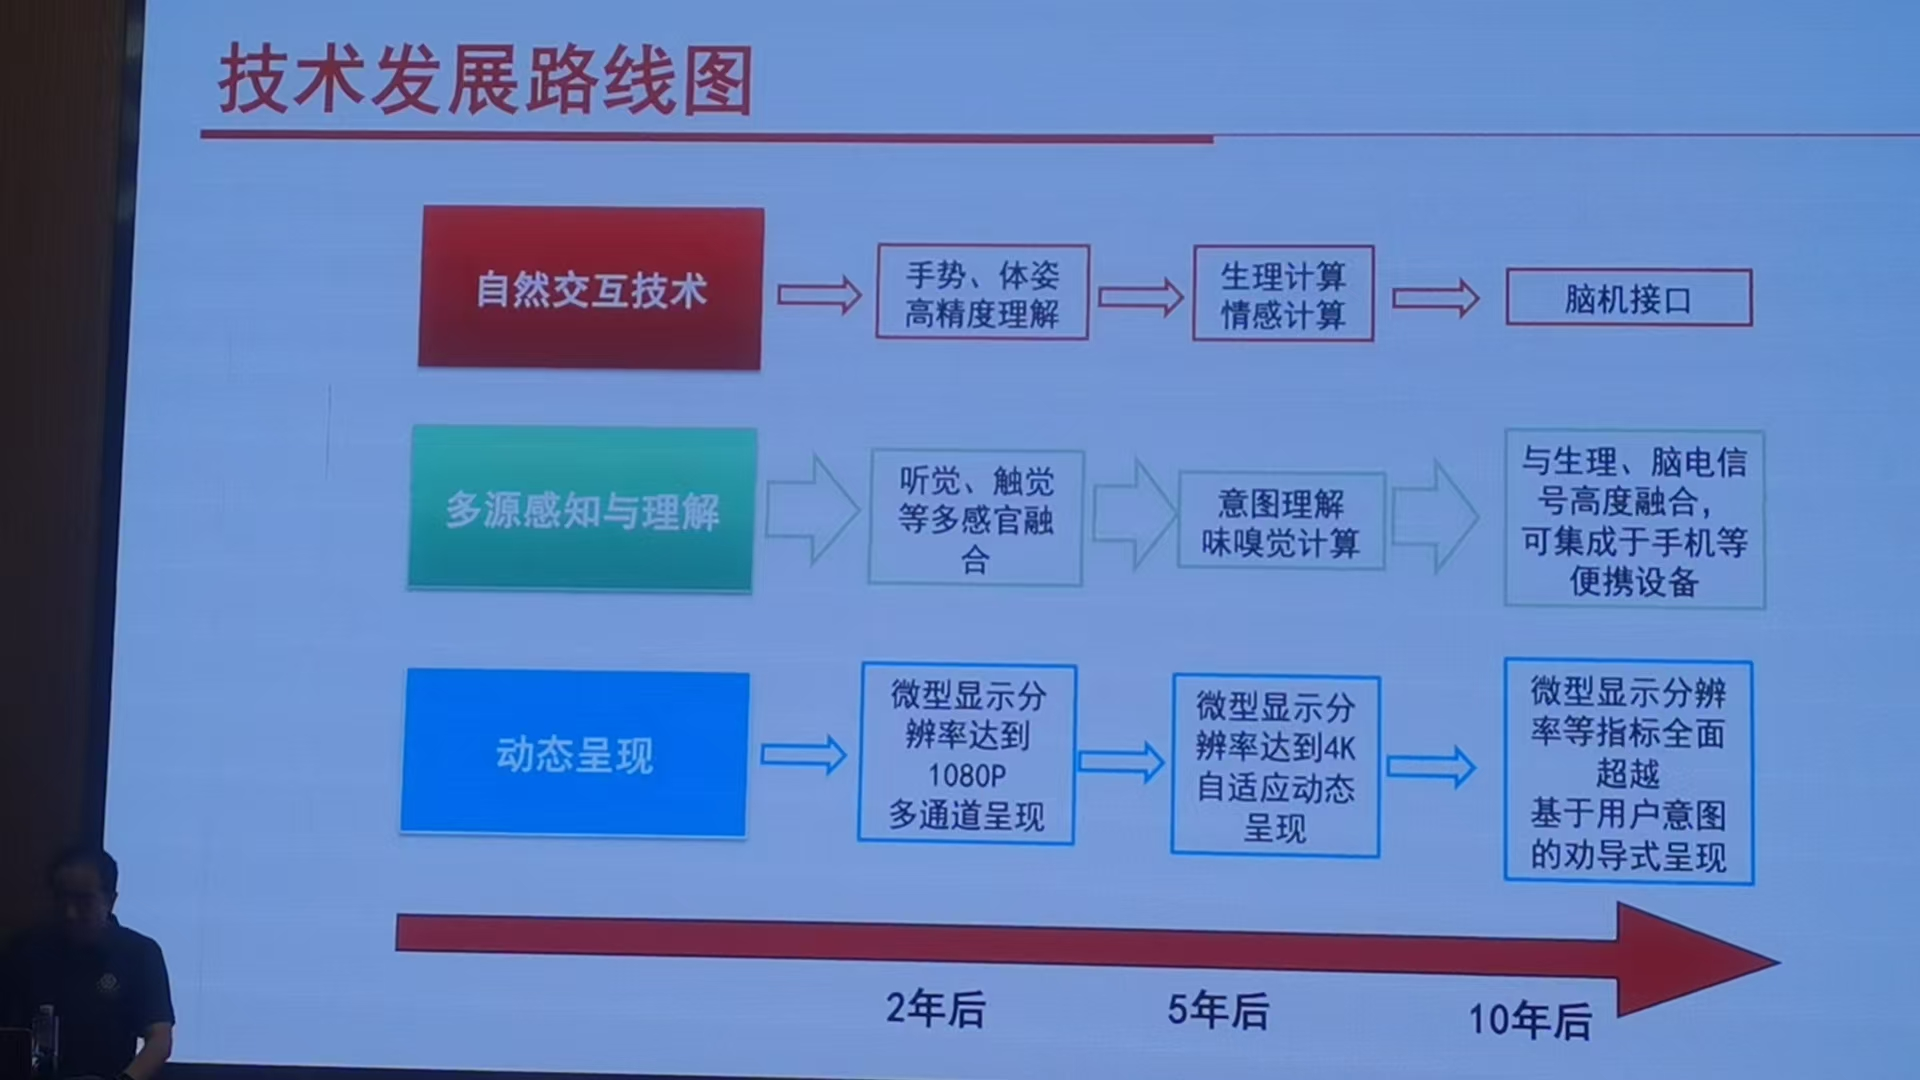 技术发展路线图
自然交互技术
手势、体姿
高精度理解
生理计算
情感计算
脑机接口
多源感知与理解
听觉、触觉
等多感官融
合
意图理解
味嗅觉计算
与生理、脑电信
号高度融合，
可集成于手机等
便携设备
动态呈现
微型显示分
辨率达到
1080P
多通道呈现
微型显示分
辨率达到4K
自适应动态
呈现
微型显示分辨
率等指标全面
超越
基于用户意图
的劝导式呈现
2年后
5年后
10年后